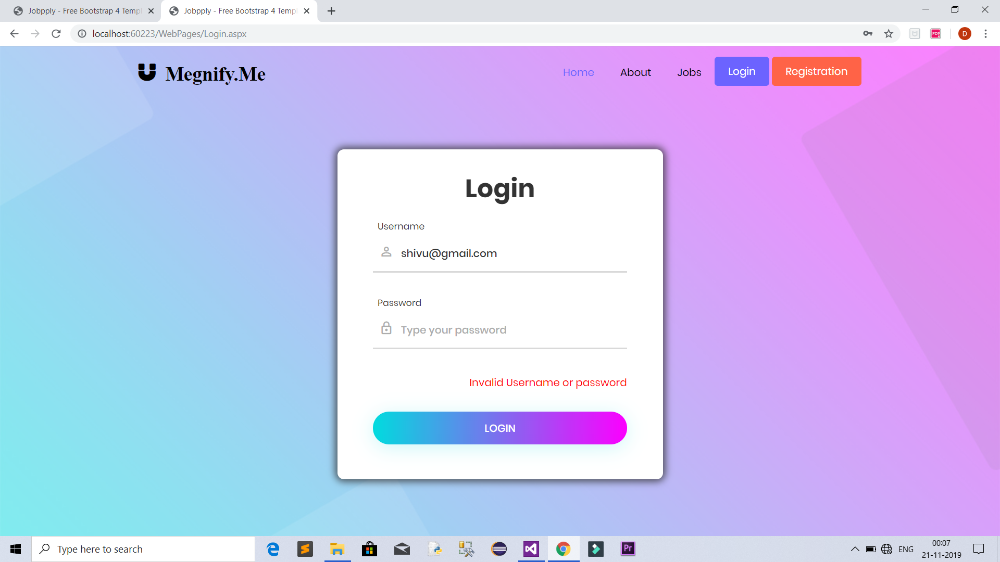 Jobpply - Free Bootstrap 4 Templ
Jobpply - Free Bootstrap 4 Templ
localhost:60223/WebPages/Login.aspx
PDF
D
Megnify.Me
Home
About
Jobs
Login
Registration
Login
Username
shivu@gmail.com
Password
Type your password
Invalid Username or password
LOGIN
Type here to search
Pr
ENG
00:07
21-11-2019